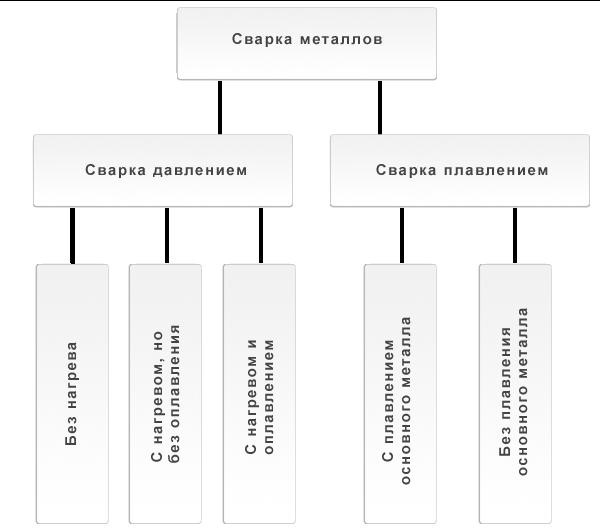 Сварка металлов
Сварка давлением
Сварка плавлением
Без нагрева
С нагревом, но
без оплавления
С нагревом и
оплавлением
С плавлением
основного металла
Без плавления
основного металла